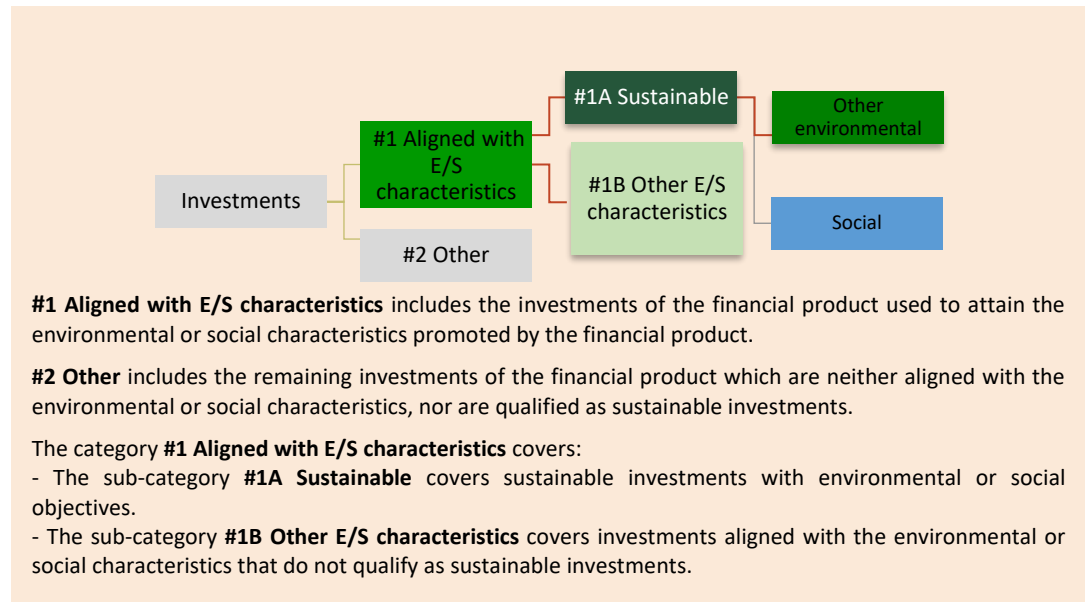 #1A Sustainable
Other
environmental
#1 Aligned with
E/S
characteristics
#1B Other E/S
characteristics
Investments
Social
#2 Other
#1 Aligned with E/S characteristics includes the investments of the financial product used to attain the
environmental or social characteristics promoted by the financial product.
#2 Other includes the remaining investments of the financial product which are neither aligned with the
environmental or social characteristics, nor are qualified as sustainable investments.
The category #1 Aligned with E/S characteristics covers:
- The sub-category #1A Sustainable covers sustainable investments with environmental or social
objectives.
- The sub-category #1B Other E/S characteristics covers investments aligned with the environmental or
social characteristics that do not qualify as sustainable investments.